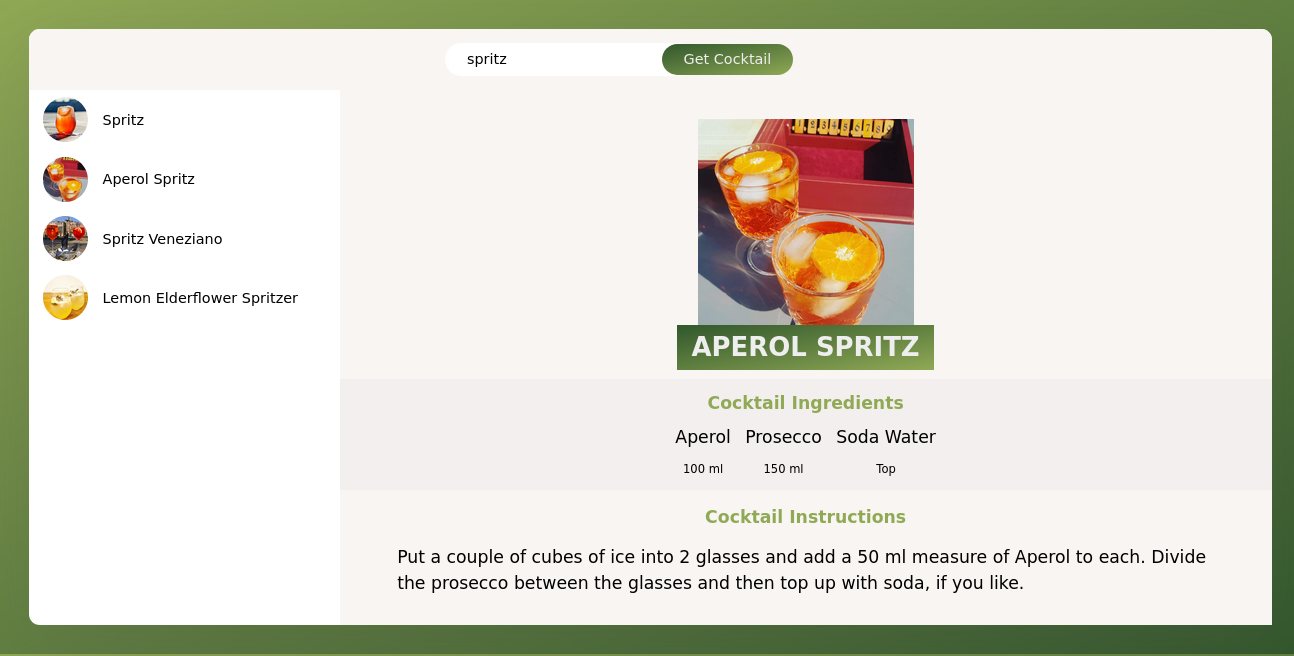 spritz
Get Cocktail
Spritz
Aperol Spritz
Spritz Veneziano
Lemon Elderflower Spritzer
APEROL SPRITZ
Cocktail Ingredients
Aperol Prosecco Soda Water
100 ml 150 ml Top
Cocktail Instructions
Put a couple of cubes of ice into 2 glasses and add a 50 ml measure of Aperol to each. Divide
the prosecco between the glasses and then top up with soda, if you like.